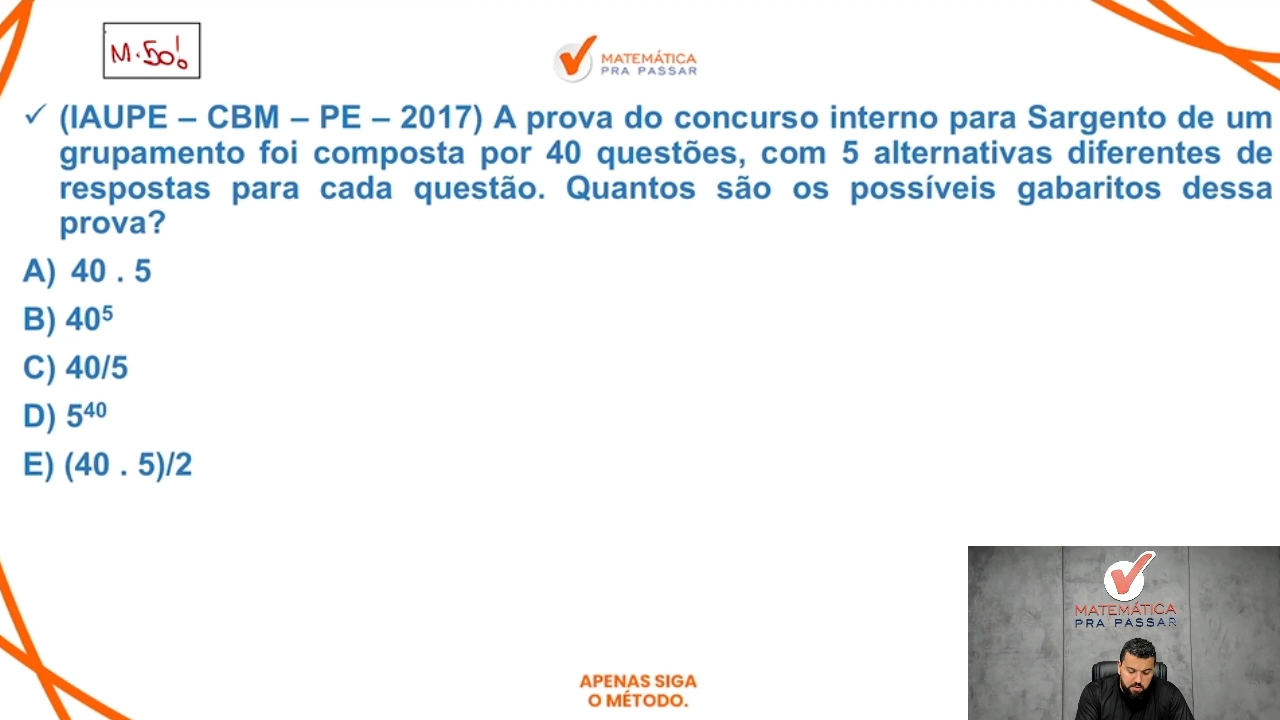 M.50!
MATEMÁTICA
PRA PASSAR
✓ (IAUPE – CBM – PE – 2017) A prova do concurso interno para Sargento de um
grupamento foi composta por 40 questões, com 5 alternativas diferentes de
respostas para cada questão. Quantos são os possíveis gabaritos dessa
prova?
A) 40 . 5
B) 40⁵
C) 40/5
D) 5⁴⁰
E) (40 . 5)/2
MATEMÁTICA
PRA PASSAR
APENAS SIGA
O MÉTODO.